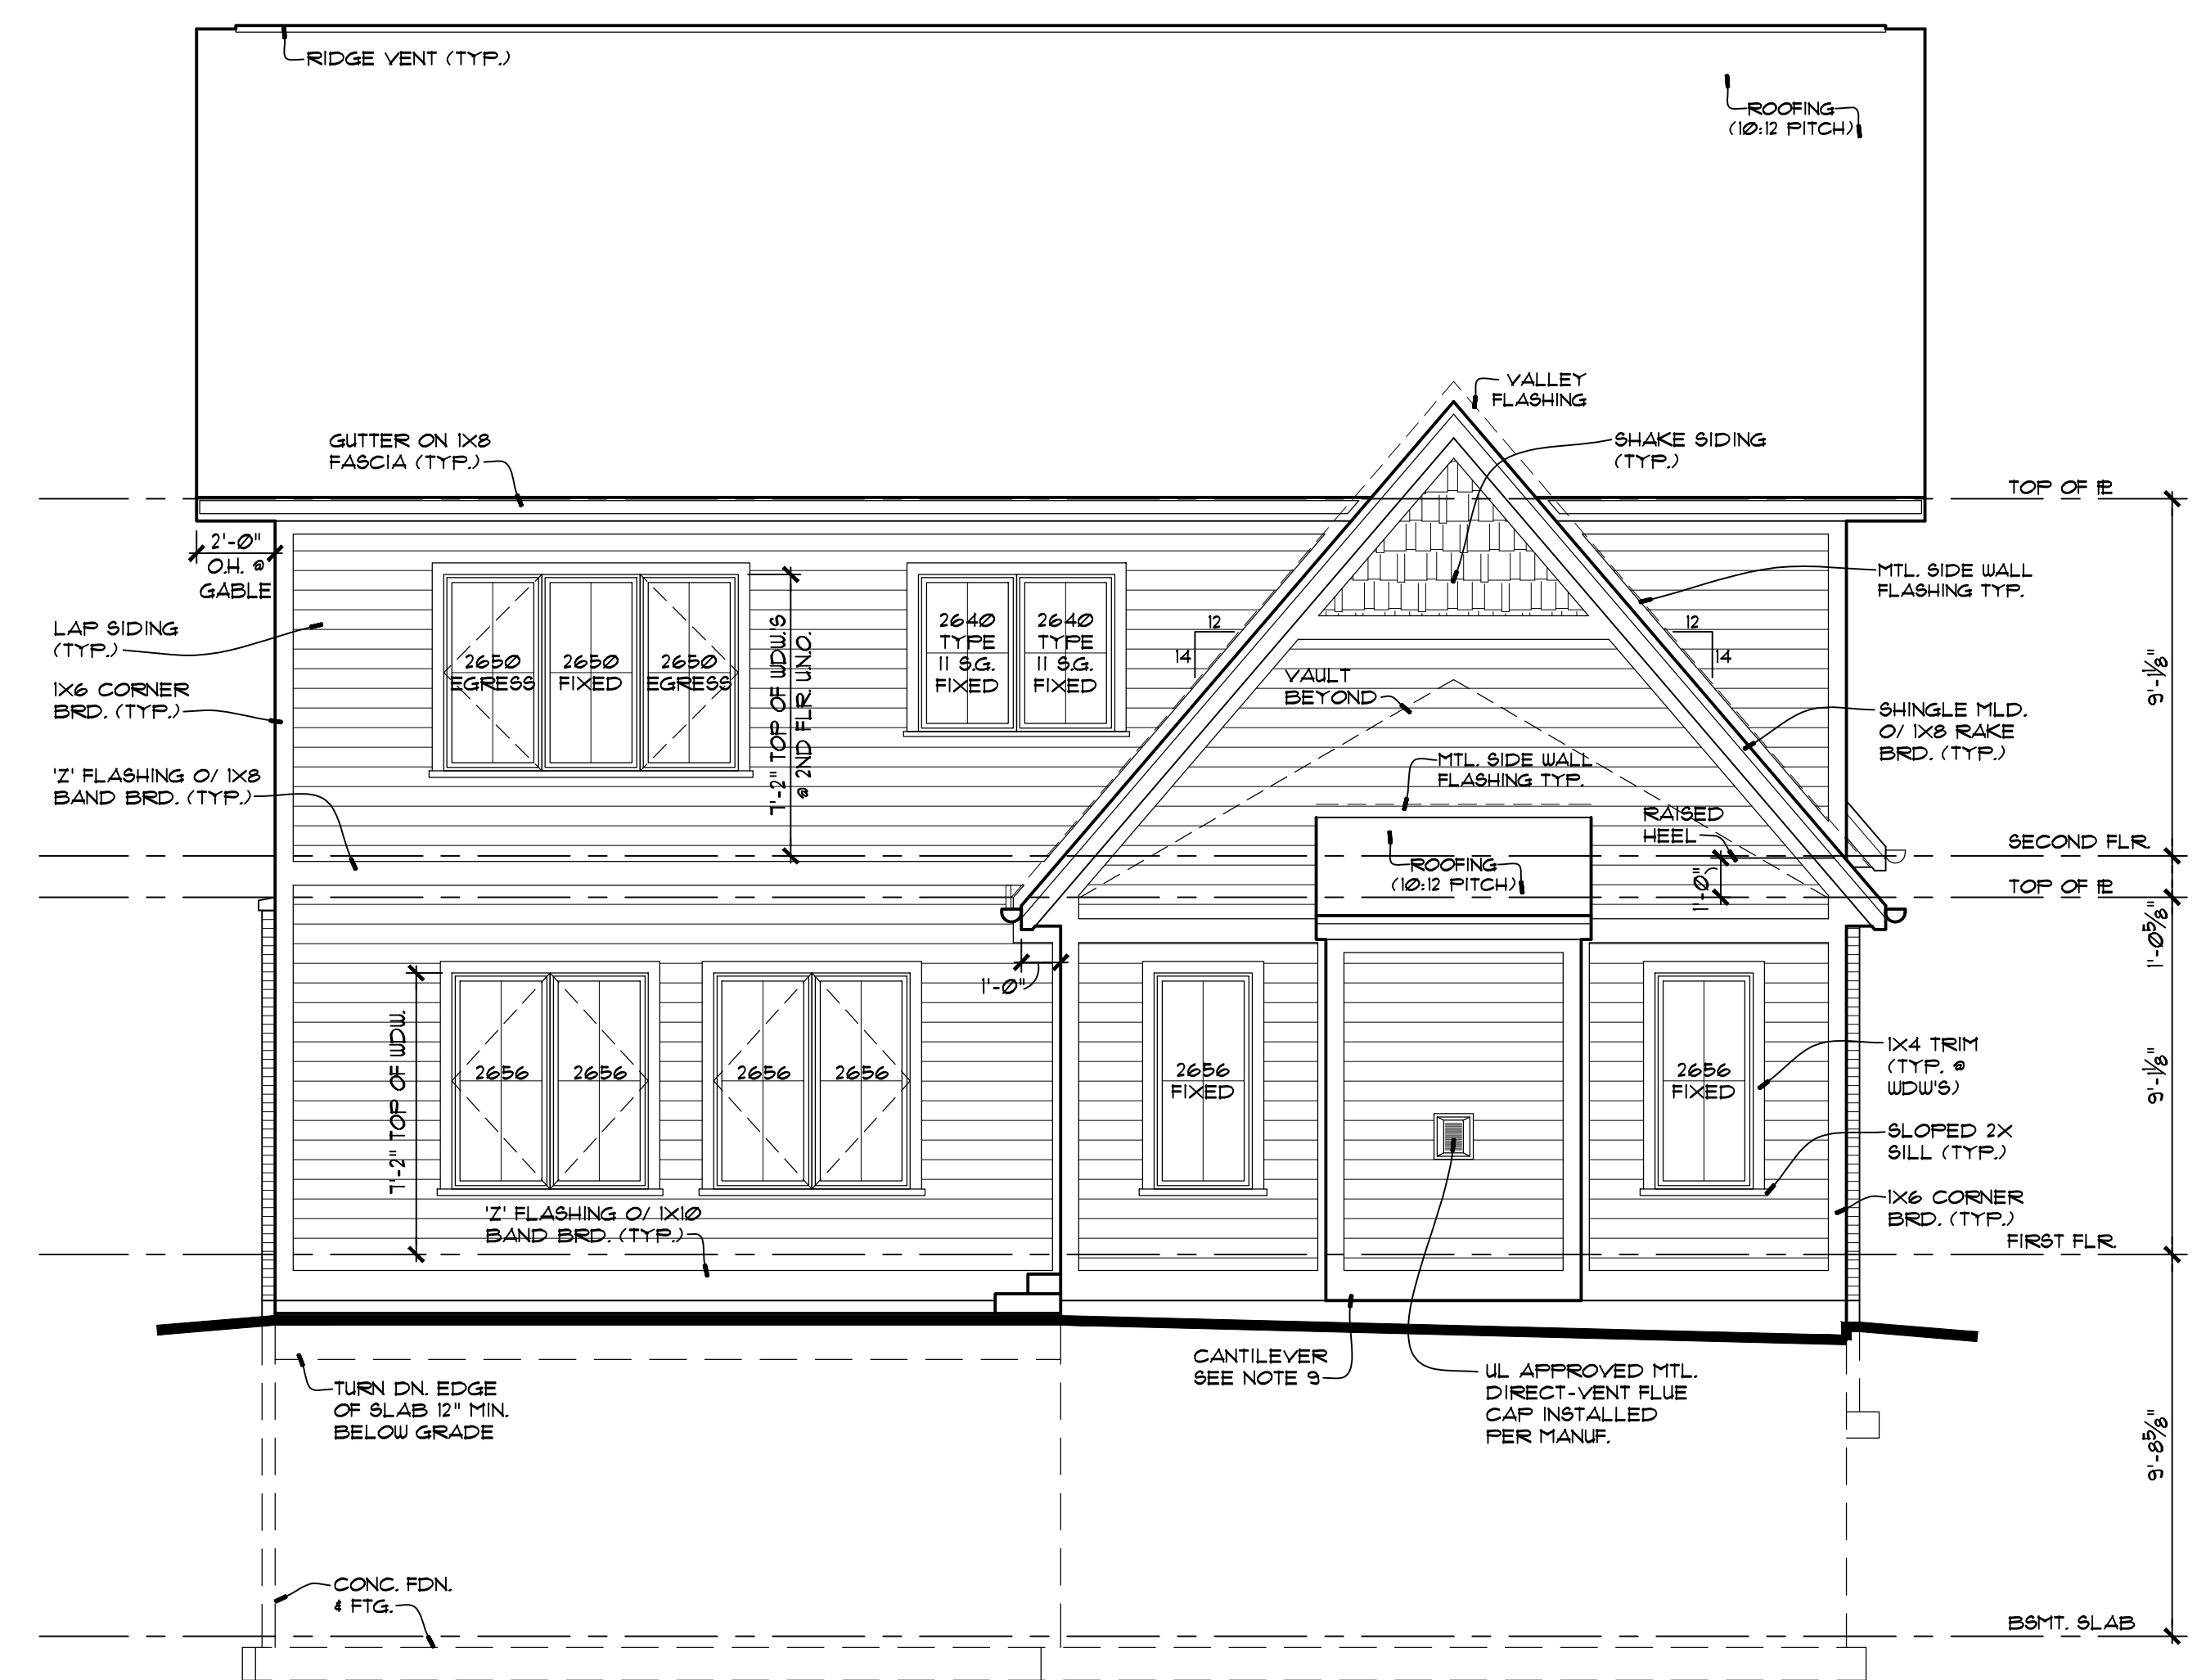 RIDGE VENT (TYP.)
ROOFING
(10:12 PITCH)
VALLEY
FLASHING
GUTTER ON 1X8
FASCIA (TYP.)
SHAKE SIDING
(TYP.)
TOP OF PL
2'-0"
O.H. @
GABLE
MTL. SIDE WALL
FLASHING TYP.
LAP SIDING
(TYP.)
2650
EGRESS
2650
FIXED
2650
EGRESS
7'-2" TOP OF WDW.'S
@ 2ND FLR. U.N.O.
2640
TYPE
11 S.G.
FIXED
2640
TYPE
11 S.G.
FIXED
12
14
12
14
9'-1 1/8"
1X6 CORNER
BRD. (TYP.)
VAULT
BEYOND
SHINGLE MLD.
O/ 1X8 RAKE
BRD. (TYP.)
'Z' FLASHING O/ 1X8
BAND BRD. (TYP.)
MTL. SIDE WALL
FLASHING TYP.
RAISED
HEEL
1'-0"
SECOND FLR.
ROOFING
(10:12 PITCH)
TOP OF PL
1'-0 5/8"
1'-0"
7'-2" TOP OF WDW.
2656
2656
2656
2656
2656
FIXED
2656
FIXED
1X4 TRIM
(TYP. @
WDW'S)
9'-1 1/8"
SLOPED 2X
SILL (TYP.)
1X6 CORNER
BRD. (TYP.)
'Z' FLASHING O/ 1X10
BAND BRD. (TYP.)
FIRST FLR.
CANTILEVER
SEE NOTE 9
UL APPROVED MTL.
DIRECT-VENT FLUE
CAP INSTALLED
PER MANUF.
TURN DN. EDGE
OF SLAB 12" MIN.
BELOW GRADE
9'-8 5/8"
CONC. FDN.
& FTG.
BSMT. SLAB